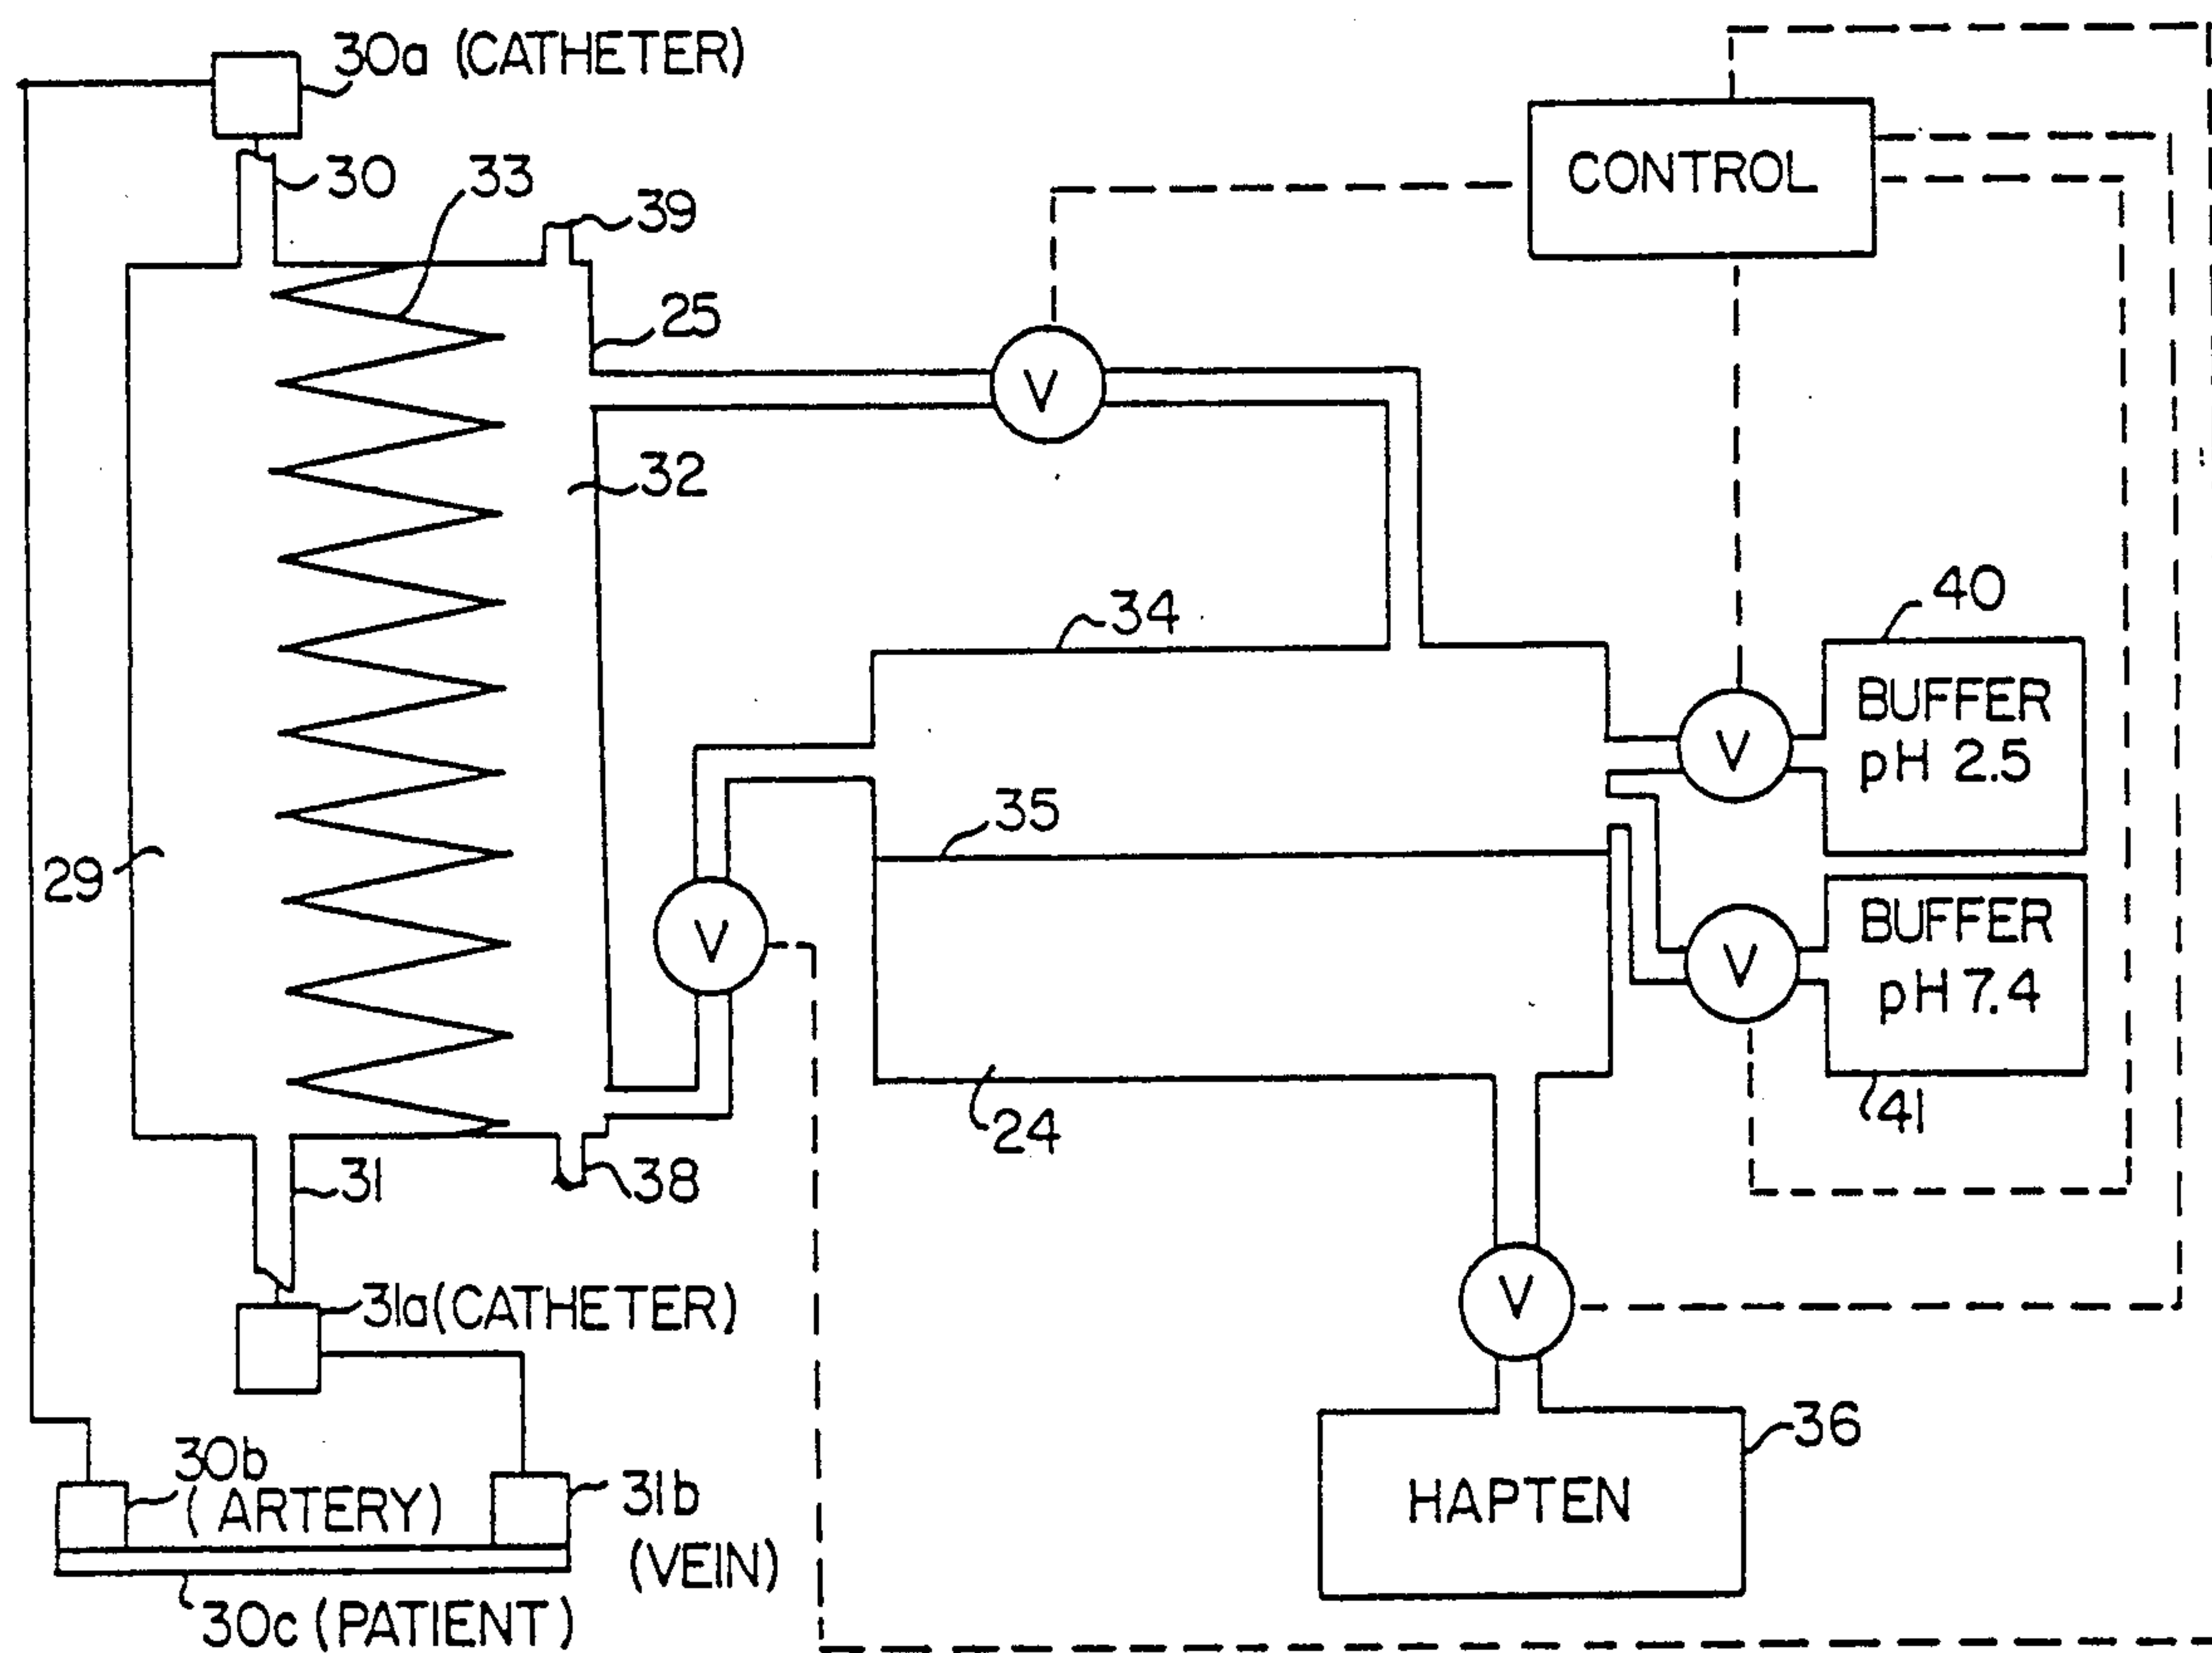 30a (CATHETER)
30
33
39
CONTROL
25
V
32
34
40
BUFFER
pH 2.5
V
35
29
V
BUFFER
pH 7.4
V
41
24
31
38
31a (CATHETER)
V
36
HAPTEN
30b
(ARTERY)
31b
(VEIN)
30c (PATIENT)